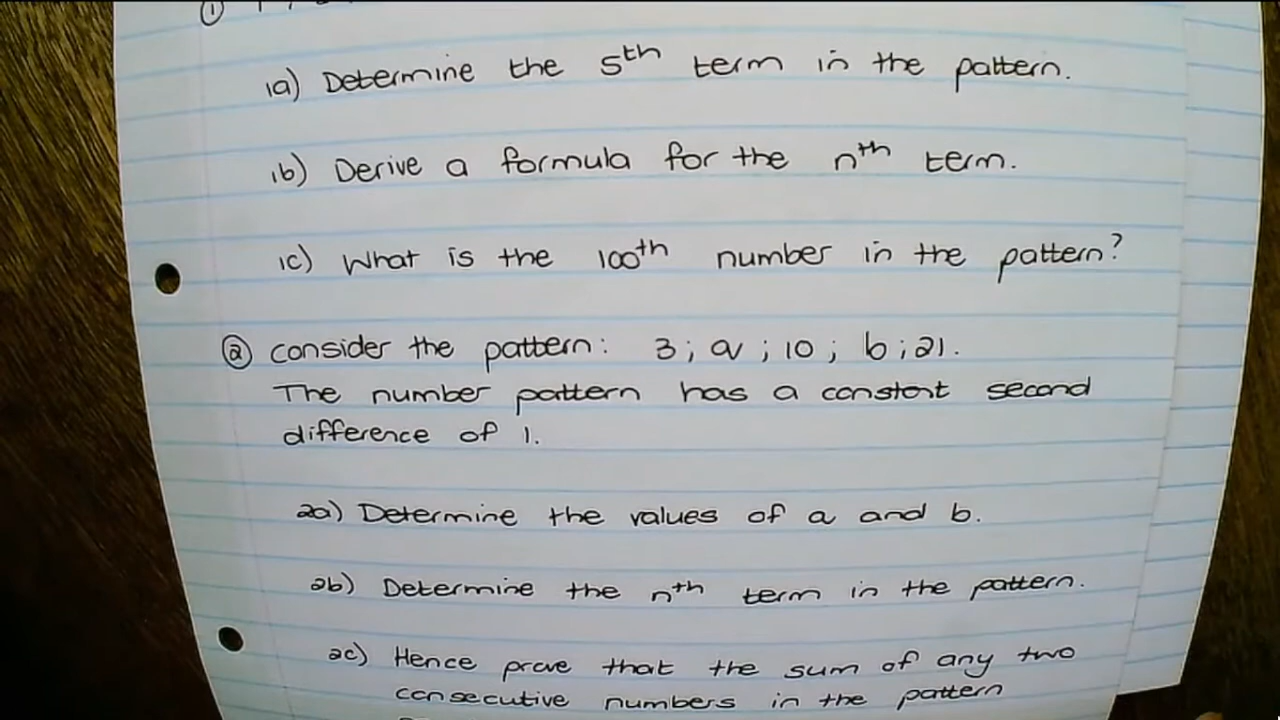 ①
1a) Determine the 5th term in the pattern.
1b) Derive a formula for the nth term.
1c) What is the 100th number in the pattern?
② consider the pattern: 3; a; 10; b; 21.
The number pattern has a constant second
difference of 1.
2a) Determine the values of a and b.
2b) Determine the nth term in the pattern.
2c) Hence prove that the sum of any two
consecutive numbers in the pattern